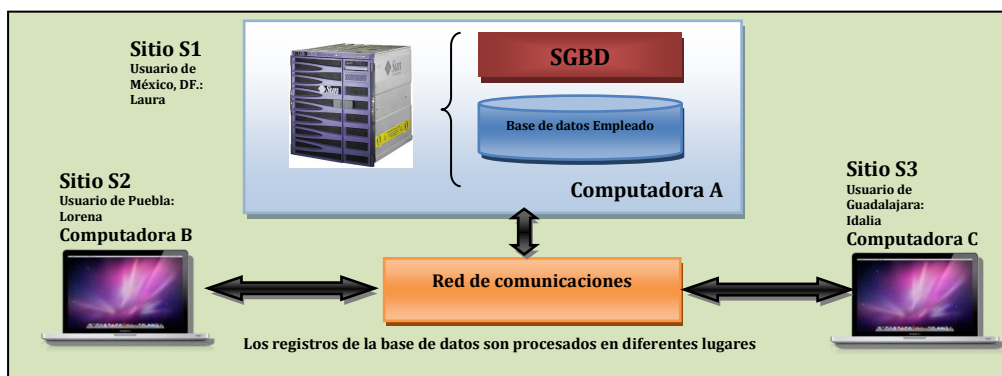 Sitio S1
Usuario de
México, DF.:
Laura
Sun
Sun
SGBD
Base de datos Empleado
Computadora A
Sitio S2
Usuario de Puebla:
Lorena
Computadora B
Sitio S3
Usuario de
Guadalajara:
Idalia
Computadora C
Red de comunicaciones
Los registros de la base de datos son procesados en diferentes lugares